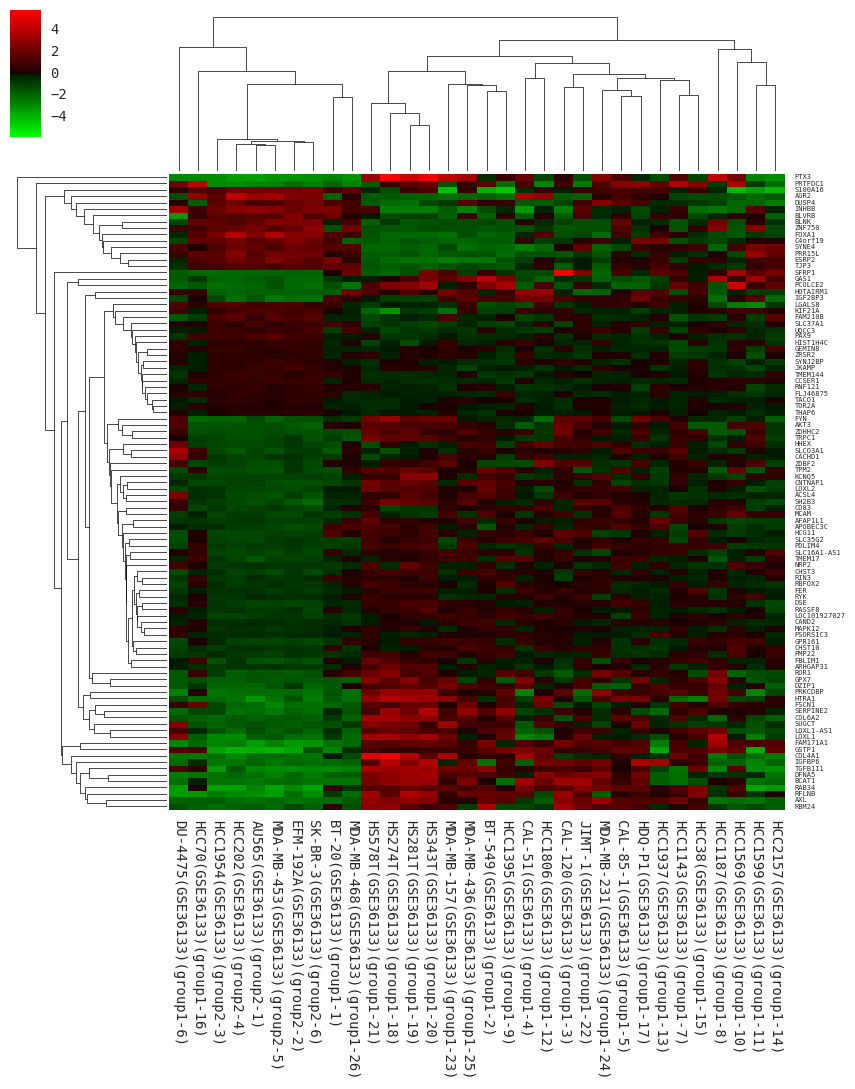 4
2
0
−2
−4
PTX3
PRTFDC1
S100A16
AGR2
DUSP4
INHBB
BLVRB
BLNK
ZNF750
FOXA1
C4orf19
SYNE4
PRR15L
ESRP2
TJP3
SFRP1
GAS1
PCOLCE2
HOTAIRM1
IGF2BP3
LGALS8
KIF21A
FAM210B
SLC37A1
UQCC3
PAX9
HIST1H4C
GEMIN8
ZRSR2
SYNJ2BP
JKAMP
TMEM144
CCSER1
RNF121
FLJ46875
TACO1
TOR2A
THAP6
FYN
AKT3
ZDHHC2
TRPC1
HHEX
SLCO3A1
CACHD1
ZDBF2
TPM2
KCNQ5
CNTNAP1
LOXL2
ACSL4
SH2B3
CD83
MCAM
AFAP1L1
APOBEC3C
HCG11
SLC35G2
PDLIM4
SLC16A1-AS1
TMEM17
NRP2
CHST3
RIN3
RBFOX2
FER
RYK
DSE
RASSF8
LOC101927027
CAND2
MAPK12
PSORS1C3
GPR161
CHST10
PMP22
FBLIM1
ARHGAP31
ROR1
GPX7
DZIP1
PRKCDBP
HTRA1
FSCN1
SERPINE2
COL6A2
SUGCT
LOXL1-AS1
LOXL1
FAM171A1
GSTP1
COL4A1
IGFBP6
TGFB1I1
DFNA5
BCAT1
RAB34
RFLNB
AXL
RBM24
DU-4475(GSE36133)(group1-6)
HCC70(GSE36133)(group1-16)
HCC1954(GSE36133)(group2-3)
HCC202(GSE36133)(group2-4)
AU565(GSE36133)(group2-1)
MDA-MB-453(GSE36133)(group2-5)
EFM-192A(GSE36133)(group2-2)
SK-BR-3(GSE36133)(group2-6)
BT-20(GSE36133)(group1-1)
MDA-MB-468(GSE36133)(group1-26)
HS578T(GSE36133)(group1-21)
HS274T(GSE36133)(group1-18)
HS281T(GSE36133)(group1-19)
HS343T(GSE36133)(group1-20)
MDA-MB-157(GSE36133)(group1-23)
MDA-MB-436(GSE36133)(group1-25)
BT-549(GSE36133)(group1-2)
HCC1395(GSE36133)(group1-9)
CAL-51(GSE36133)(group1-4)
HCC1806(GSE36133)(group1-12)
CAL-120(GSE36133)(group1-3)
JIMT-1(GSE36133)(group1-22)
MDA-MB-231(GSE36133)(group1-24)
CAL-85-1(GSE36133)(group1-5)
HDQ-P1(GSE36133)(group1-17)
HCC1937(GSE36133)(group1-13)
HCC1143(GSE36133)(group1-7)
HCC38(GSE36133)(group1-15)
HCC1187(GSE36133)(group1-8)
HCC1569(GSE36133)(group1-10)
HCC1599(GSE36133)(group1-11)
HCC2157(GSE36133)(group1-14)